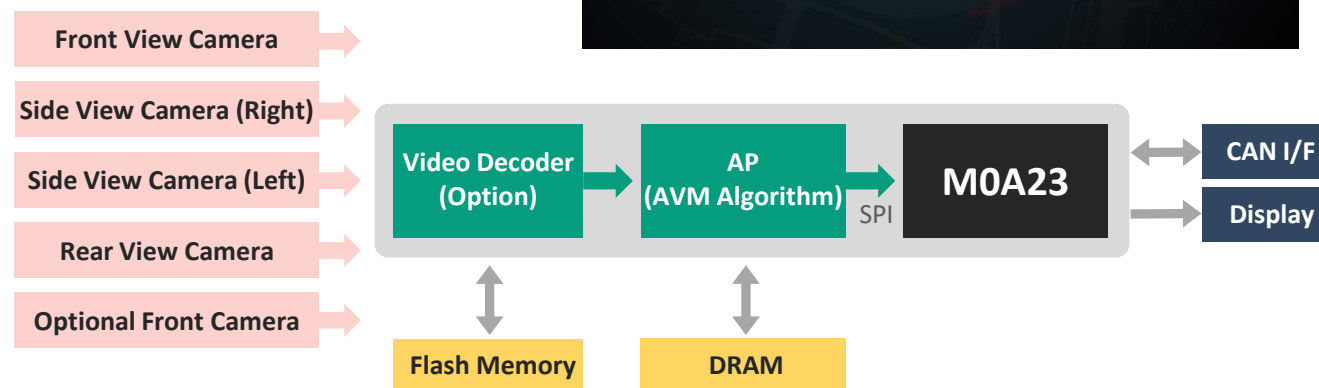 Front View Camera
Side View Camera (Right)
Side View Camera (Left)
Rear View Camera
Optional Front Camera
Video Decoder
(Option)
AP
(AVM Algorithm)
SPI
M0A23
CAN I/F
Display
Flash Memory
DRAM